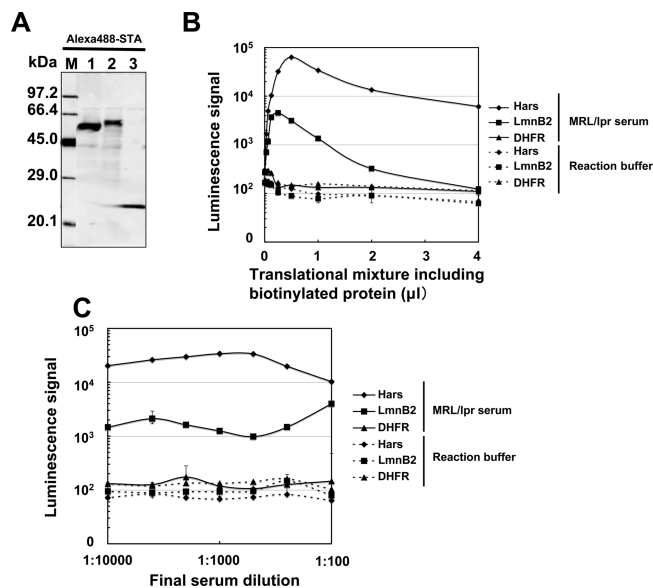 A
Alexa488-STA
kDa M 1 2 3
97.2
66.4
45.0
29.0
20.1
B
Luminescence signal
10^5
10^4
10^3
10^2
0
0 1 2 3 4
Translational mixture including
biotinylated protein (μl)
Hars
LmnB2
DHFR
MRL/lpr serum
Hars
LmnB2
DHFR
Reaction buffer
C
Luminescence signal
10^5
10^4
10^3
10^2
0
1:10000 1:1000 1:100
Final serum dilution
Hars
LmnB2
DHFR
MRL/lpr serum
Hars
LmnB2
DHFR
Reaction buffer